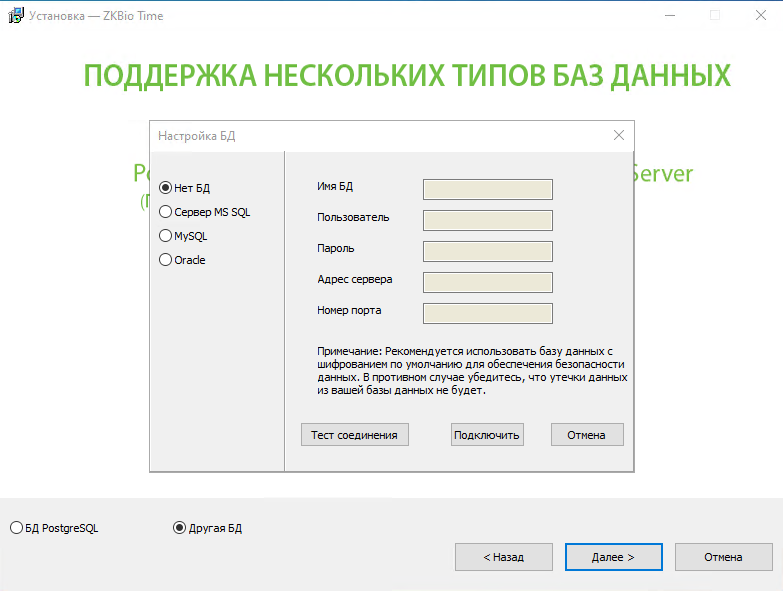 Установка — ZKBio Time
ПОДДЕРЖКА НЕСКОЛЬКИХ ТИПОВ БАЗ ДАННЫХ
Настройка БД
Server
Нет БД
Сервер MS SQL
MySQL
Oracle
Имя БД
Пользователь
Пароль
Адрес сервера
Номер порта
Примечание: Рекомендуется использовать базу данных с
шифрованием по умолчанию для обеспечения безопасности
данных. В противном случае убедитесь, что утечки данных
из вашей базы данных не будет.
Тест соединения
Подключить
Отмена
БД PostgreSQL
Другая БД
< Назад
Далее >
Отмена